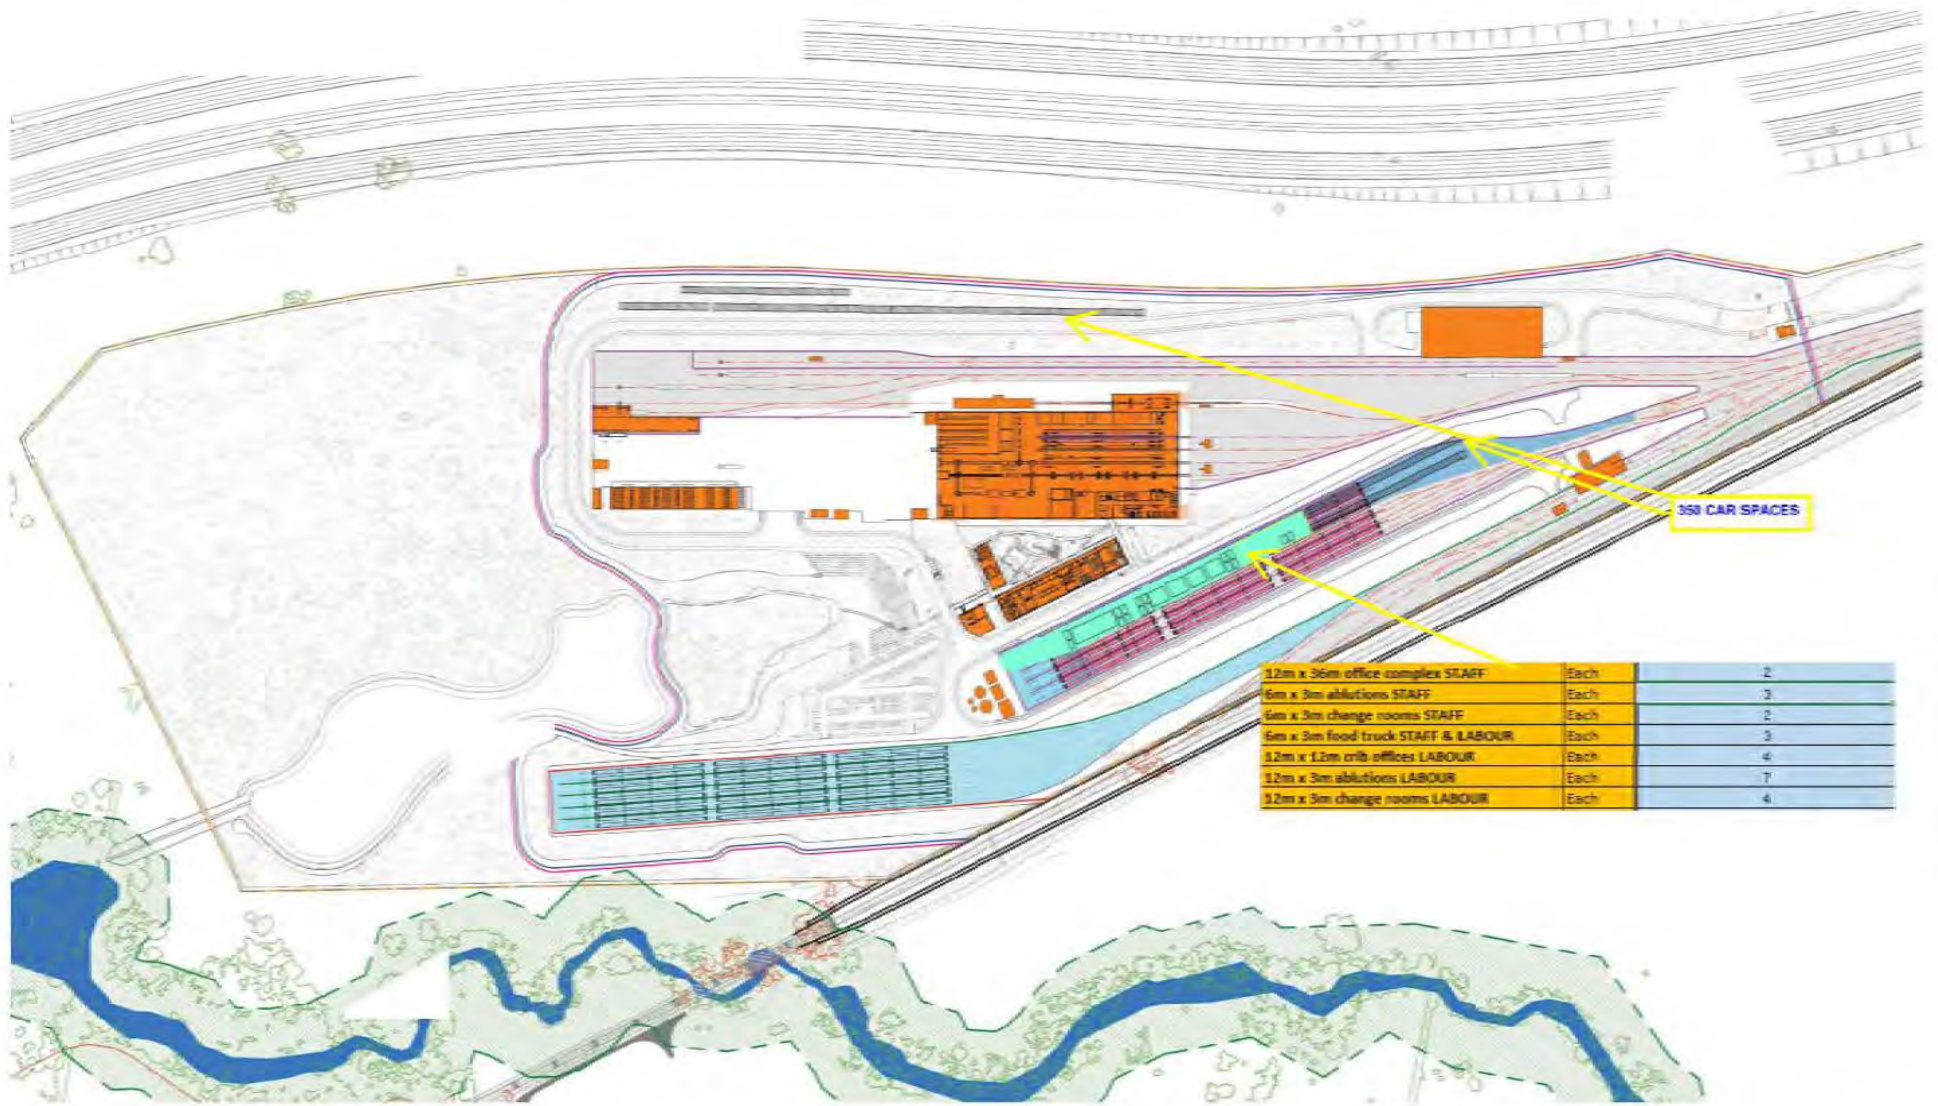 350 CAR SPACES
12m x 36m office complex STAFF Each 2
6m x 3m ablutions STAFF Each 3
6m x 3m change rooms STAFF Each 2
6m x 3m food truck STAFF & LABOUR Each 3
12m x 12m crib offices LABOUR Each 4
12m x 3m ablutions LABOUR Each 7
12m x 3m change rooms LABOUR Each 4